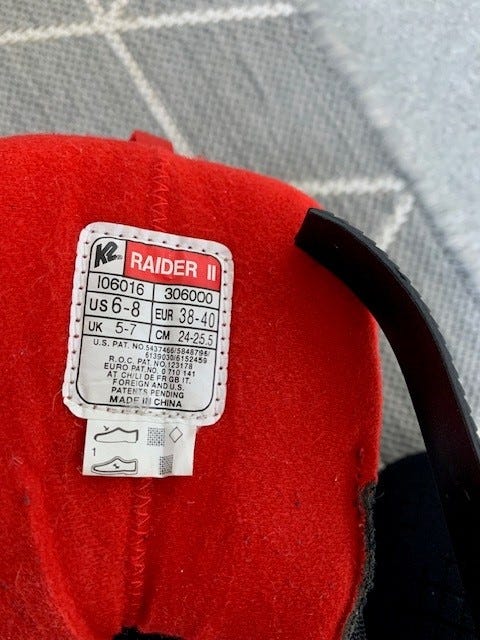 K2 RAIDER II
I06016 306000
US 6-8 EUR 38-40
UK 5-7 CM 24-25.5
U.S. PAT. NO.5437466/5848796/
6139030/6152459
R.O.C. PAT.NO.123178
EURO PAT.NO 0 710 141
AT CH/LI DE FR GB IT.
FOREIGN AND U.S.
PATENTS PENDING
MADE IN CHINA
1